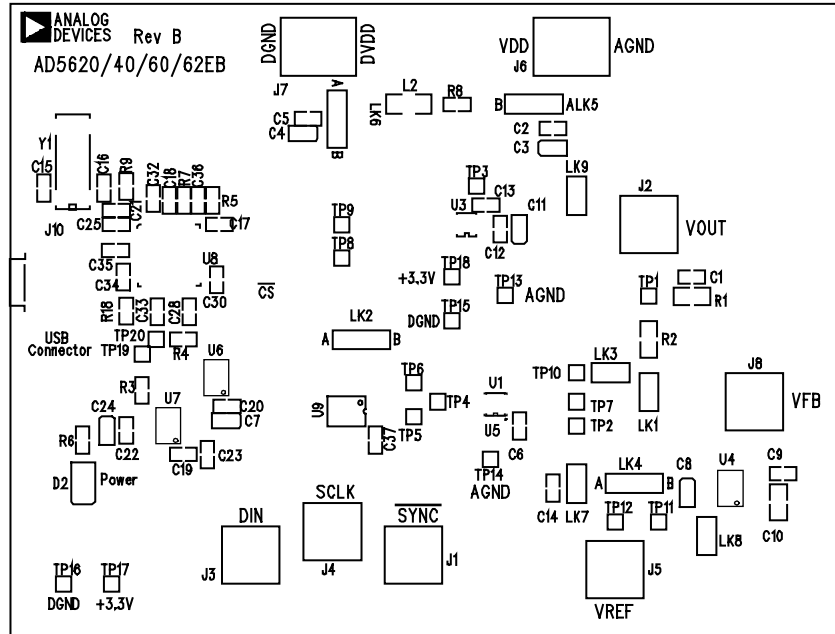 ANALOG
DEVICES Rev B
AD5620/40/60/62EB
DGND
DVDD
J7
VDD
AGND
J6
A
LK6
B
L2
R8
B
A
LK5
C5
C4
C2
C3
Y1
C15
C16
R9
C32
C18
R7
C36
R5
C21
J10
C25
C17
TP9
TP8
TP3
C13
U3
C11
C12
LK9
J2
VOUT
C35
C34
U8
C30
CS
TP18
+3.3V
TP13
AGND
TP1
C1
R1
R18
C33
C28
TP15
DGND
LK2
A
B
R2
USB
Connector
TP20
TP19
R4
U6
TP6
U1
TP10
LK3
J8
R3
U7
C20
C7
U9
TP4
TP5
U5
TP7
TP2
LK1
VFB
C24
R6
C22
C19
C23
C37
C6
D2
Power
TP14
AGND
LK4
A
B
C8
U4
C9
C14
LK7
TP12
TP11
LK8
C10
DIN
SCLK
SYNC
J3
J4
J1
J5
VREF
TP16
TP17
DGND
+3.3V